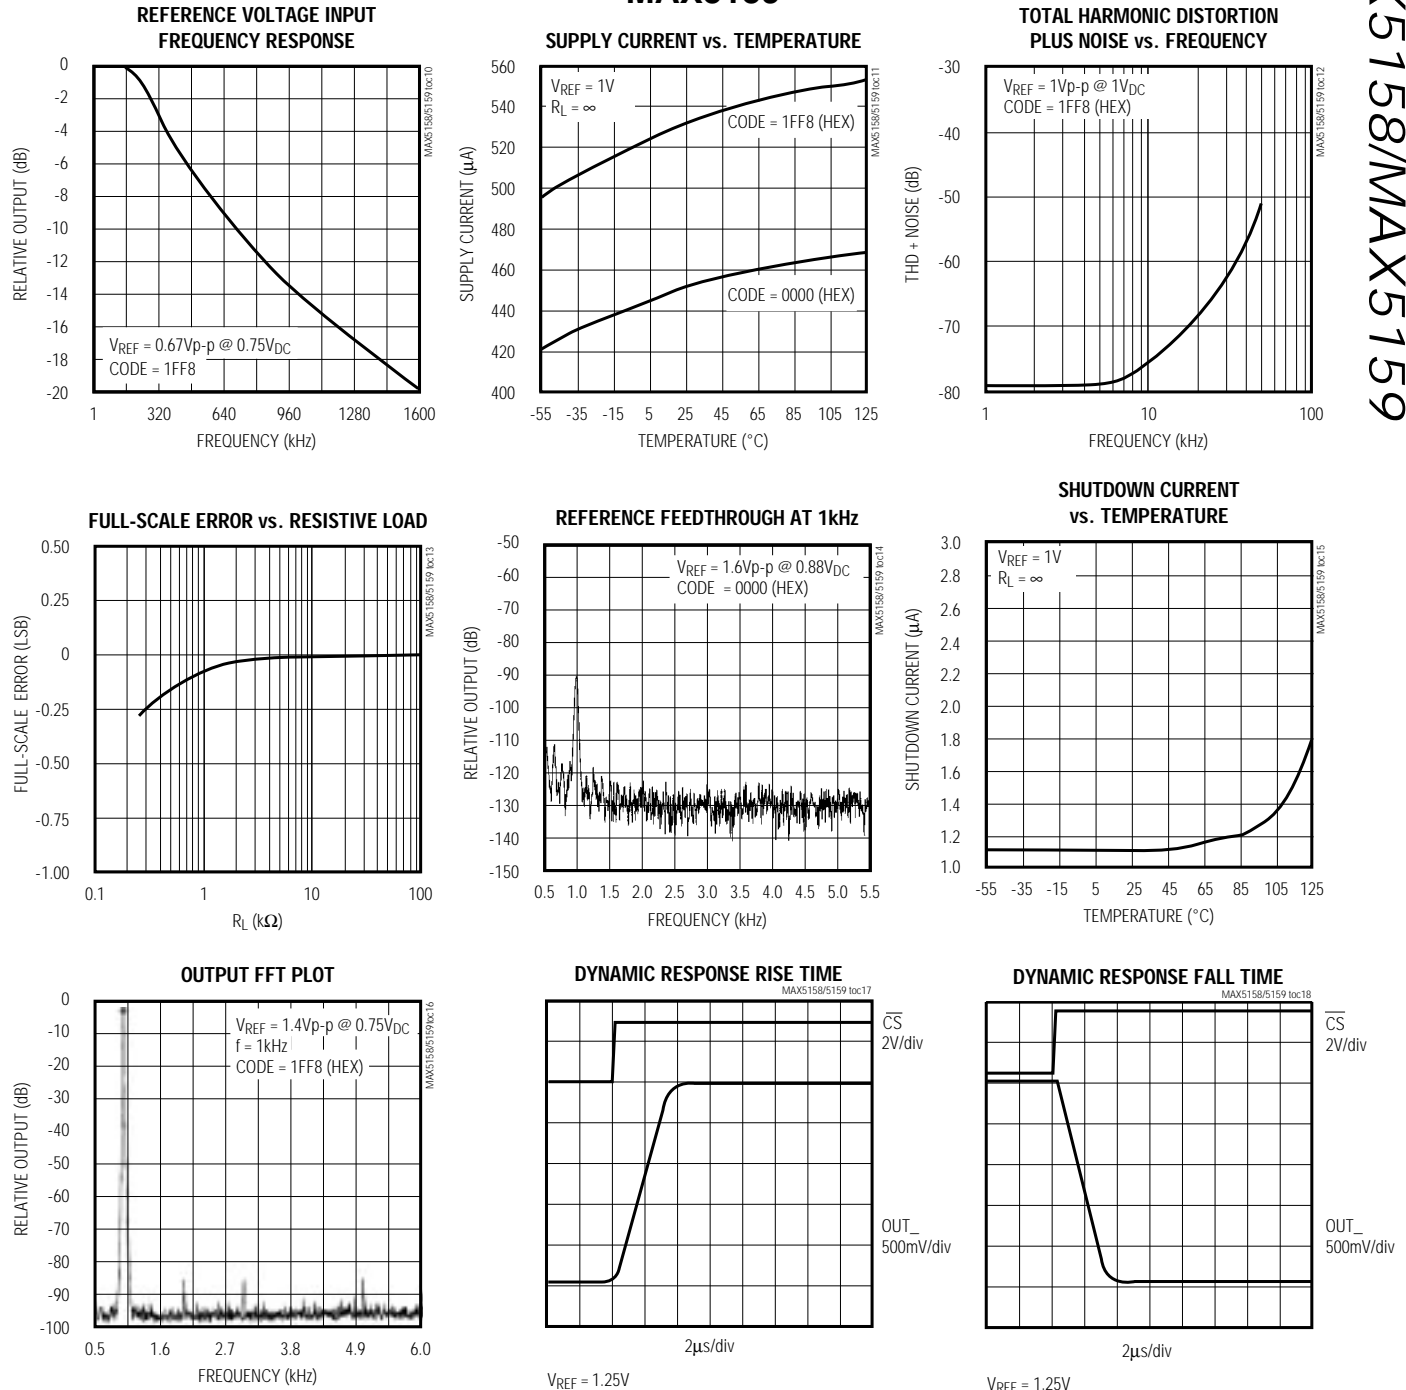 REFERENCE VOLTAGE INPUT
FREQUENCY RESPONSE
0
-2
-4
-6
-8
-10
-12
-14
-16
-18
-20
RELATIVE OUTPUT (dB)
VREF = 0.67Vp-p @ 0.75VDC
CODE = 1FF8
MAX5158/5159 toc10
1 320 640 960 1280 1600
FREQUENCY (kHz)
SUPPLY CURRENT vs. TEMPERATURE
560
540
520
500
480
460
440
420
400
SUPPLY CURRENT (µA)
VREF = 1V
RL = ∞
CODE = 1FF8 (HEX)
CODE = 0000 (HEX)
MAX5158/5159 toc11
-55 -35 -15 5 25 45 65 85 105 125
TEMPERATURE (°C)
TOTAL HARMONIC DISTORTION
PLUS NOISE vs. FREQUENCY
-30
-40
-50
-60
-70
-80
THD + NOISE (dB)
VREF = 1Vp-p @ 1VDC
CODE = 1FF8 (HEX)
MAX5158/5159 toc12
1 10 100
FREQUENCY (kHz)
X5158/MAX5159
FULL-SCALE ERROR vs. RESISTIVE LOAD
0.50
0.25
0
-0.25
-0.50
-0.75
-1.00
FULL-SCALE ERROR (LSB)
MAX5158/5159 toc13
0.1 1 10 100
RL (kΩ)
REFERENCE FEEDTHROUGH AT 1kHz
-50
-60
-70
-80
-90
-100
-110
-120
-130
-140
-150
RELATIVE OUTPUT (dB)
VREF = 1.6Vp-p @ 0.88VDC
CODE = 0000 (HEX)
MAX5158/5159 toc14
0.5 1.0 1.5 2.0 2.5 3.0 3.5 4.0 4.5 5.5
FREQUENCY (kHz)
SHUTDOWN CURRENT
vs. TEMPERATURE
3.0
2.8
2.6
2.4
2.2
2.0
1.8
1.6
1.4
1.2
1.0
SHUTDOWN CURRENT (µA)
VREF = 1V
RL = ∞
MAX5158/5159 toc15
-55 -35 -15 5 25 45 65 85 105 125
TEMPERATURE (°C)
OUTPUT FFT PLOT
0
-10
-20
-30
-40
-50
-60
-70
-80
-90
-100
RELATIVE OUTPUT (dB)
VREF = 1.4Vp-p @ 0.75VDC
f = 1kHz
CODE = 1FF8 (HEX)
MAX5158/5159toc16
0.5 1.6 2.7 3.8 4.9 6.0
FREQUENCY (kHz)
DYNAMIC RESPONSE RISE TIME
MAX5158/5159 toc17
CS
2V/div
OUT_
500mV/div
2µs/div
VREF = 1.25V
DYNAMIC RESPONSE FALL TIME
MAX5158/5159 toc18
CS
2V/div
OUT_
500mV/div
2µs/div
VREF = 1.25V